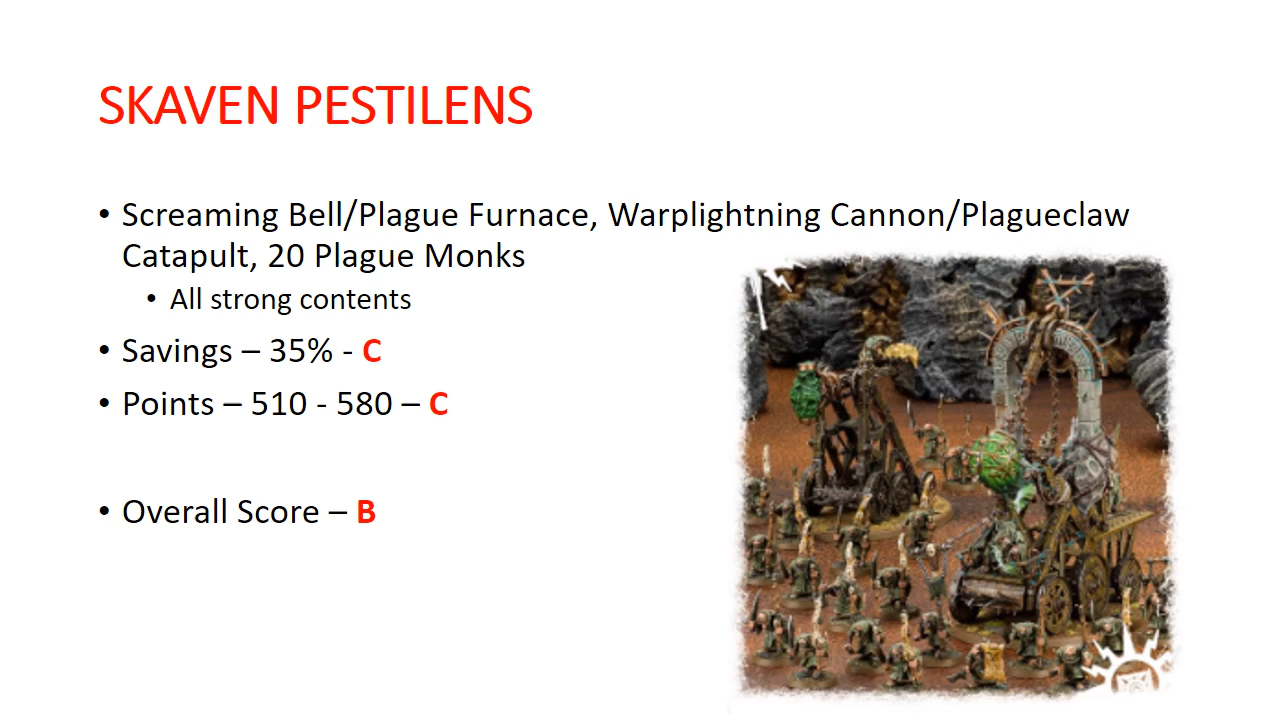 SKAVEN PESTILENS
• Screaming Bell/Plague Furnace, Warplightning Cannon/Plagueclaw
Catapult, 20 Plague Monks
• All strong contents
• Savings – 35% - C
• Points – 510 - 580 – C
• Overall Score – B